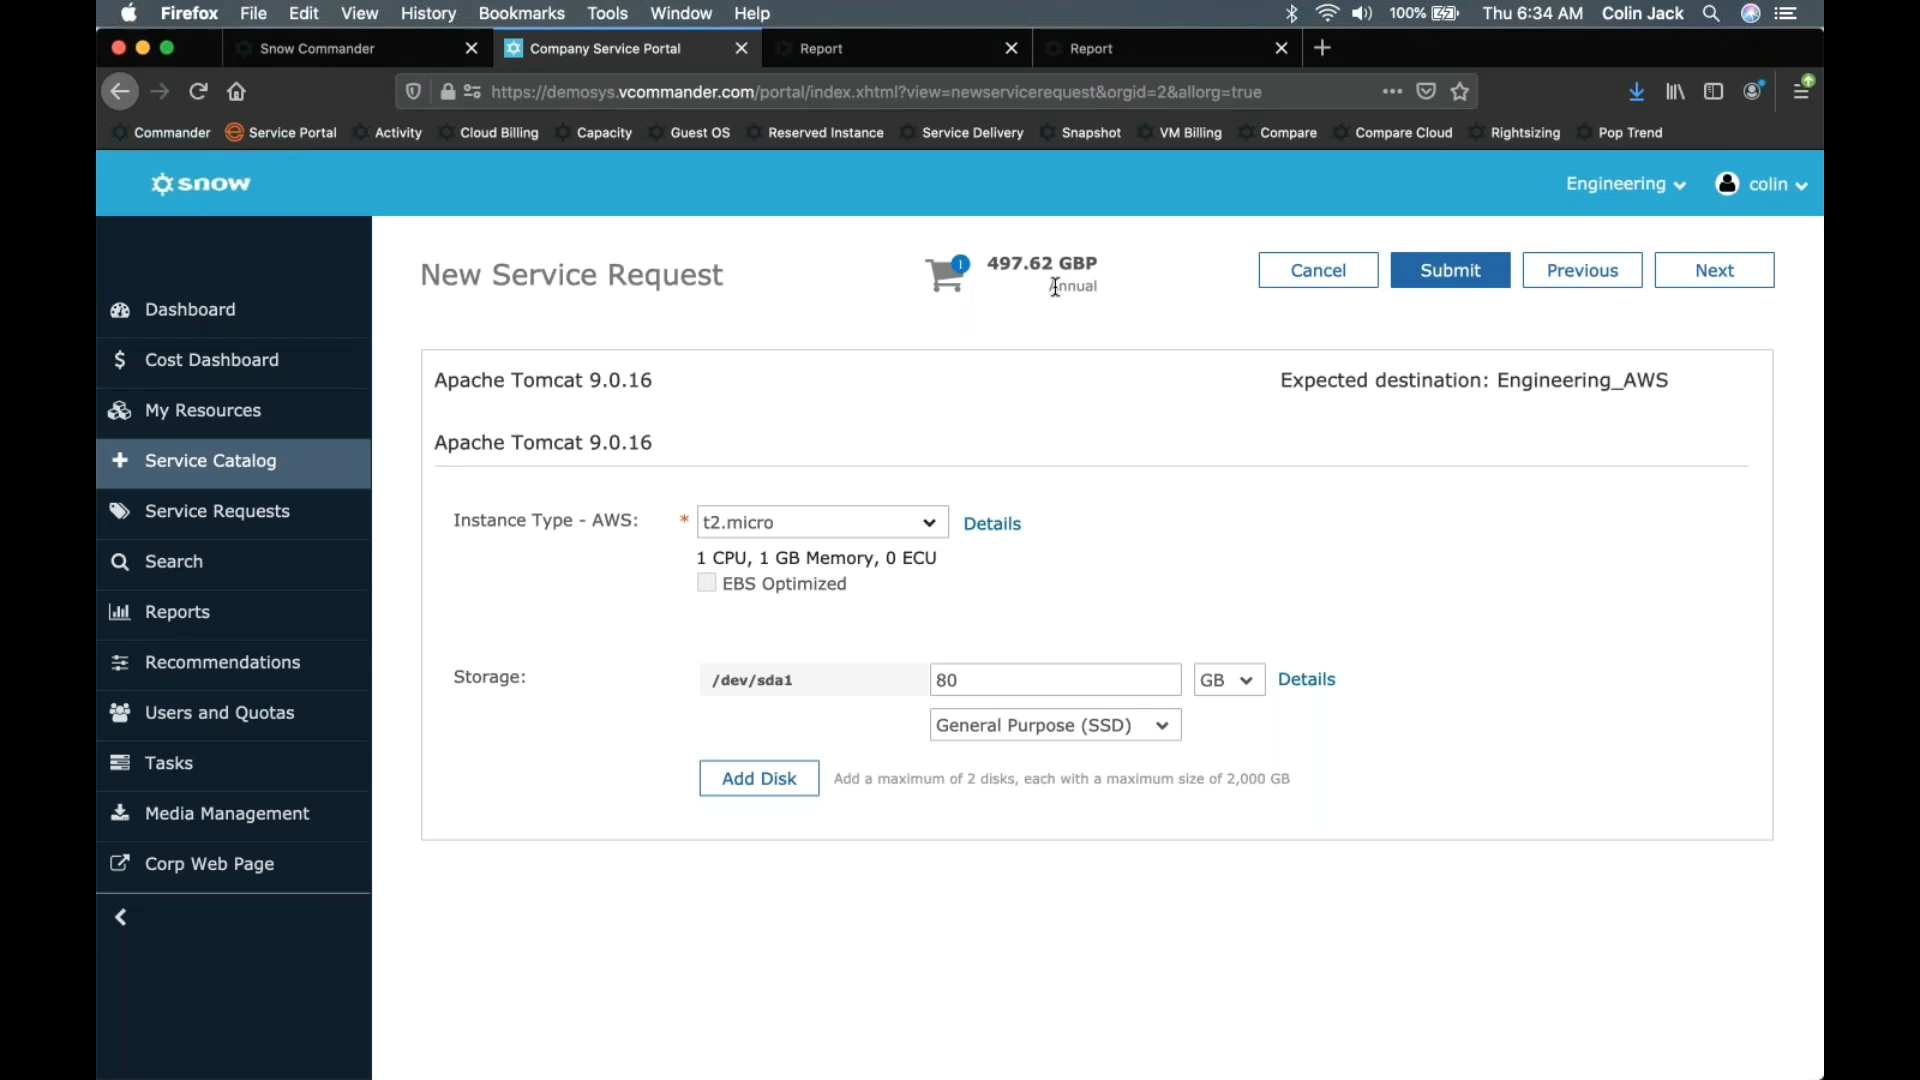 Firefox File Edit View History Bookmarks Tools Window Help 100% Thu 6:34 AM Colin Jack
Snow Commander Company Service Portal Report Report
https://demosys.vcommander.com/portal/index.xhtml?view=newservicerequest&orgid=2&allorg=true
Commander Service Portal Activity Cloud Billing Capacity Guest OS Reserved Instance Service Delivery Snapshot VM Billing Compare Compare Cloud Rightsizing Pop Trend
snow Engineering colin
New Service Request
1 497.62 GBP
Annual
Cancel Submit Previous Next
Dashboard
Cost Dashboard
My Resources
Service Catalog
Service Requests
Search
Reports
Recommendations
Users and Quotas
Tasks
Media Management
Corp Web Page
Apache Tomcat 9.0.16 Expected destination: Engineering_AWS
Apache Tomcat 9.0.16
Instance Type - AWS: * t2.micro Details
1 CPU, 1 GB Memory, 0 ECU
EBS Optimized
Storage: /dev/sda1 80 GB Details
General Purpose (SSD)
Add Disk Add a maximum of 2 disks, each with a maximum size of 2,000 GB